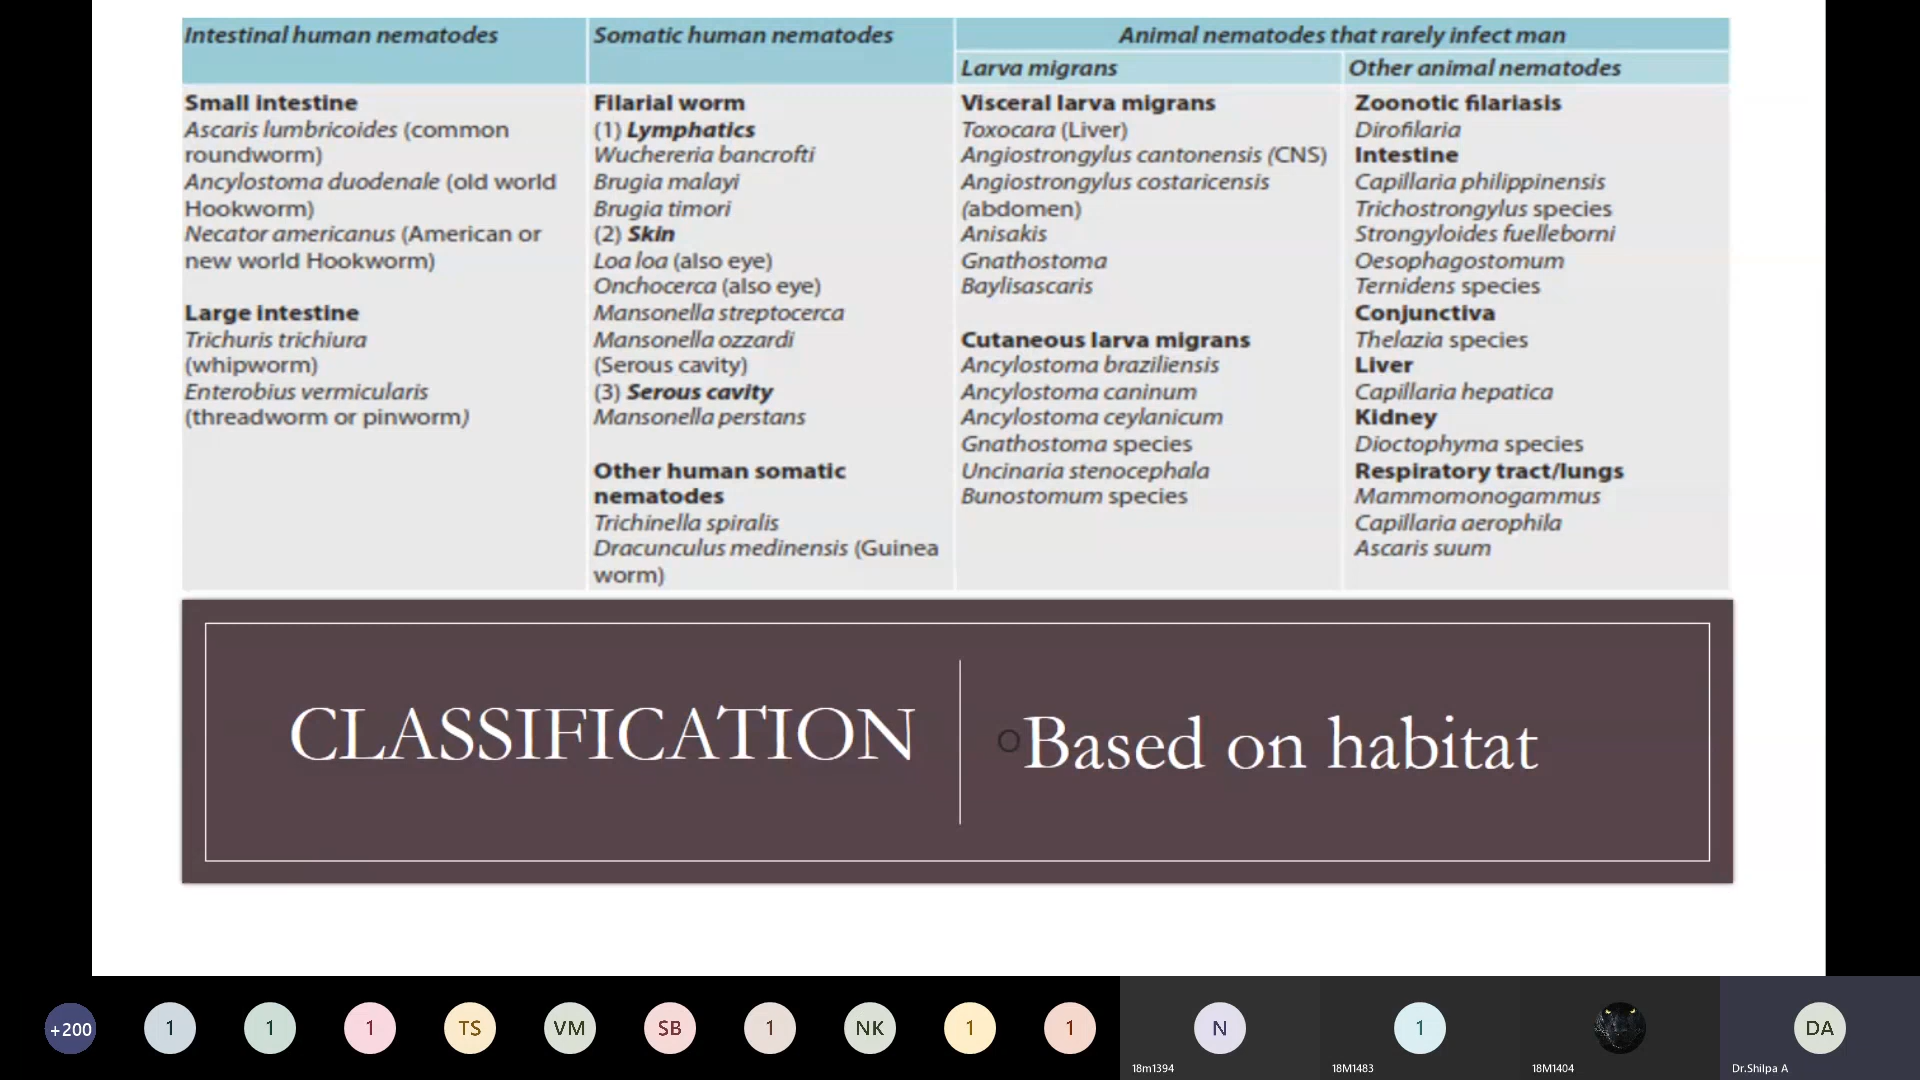 Intestinal human nematodes
Somatic human nematodes
Animal nematodes that rarely infect man
Larva migrans
Other animal nematodes
Small intestine
Ascaris lumbricoides (common
roundworm)
Ancylostoma duodenale (old world
Hookworm)
Necator americanus (American or
new world Hookworm)
Large intestine
Trichuris trichiura
(whipworm)
Enterobius vermicularis
(threadworm or pinworm)
Filarial worm
(1) Lymphatics
Wuchereria bancrofti
Brugia malayi
Brugia timori
(2) Skin
Loa loa (also eye)
Onchocerca (also eye)
Mansonella streptocerca
Mansonella ozzardi
(Serous cavity)
(3) Serous cavity
Mansonella perstans
Other human somatic
nematodes
Trichinella spiralis
Dracunculus medinensis (Guinea
worm)
Visceral larva migrans
Toxocara (Liver)
Angiostrongylus cantonensis (CNS)
Angiostrongylus costaricensis
(abdomen)
Anisakis
Gnathostoma
Baylisascaris
Cutaneous larva migrans
Ancylostoma braziliensis
Ancylostoma caninum
Ancylostoma ceylanicum
Gnathostoma species
Uncinaria stenocephala
Bunostomum species
Zoonotic filariasis
Dirofilaria
Intestine
Capillaria philippinensis
Trichostrongylus species
Strongyloides fuelleborni
Oesophagostomum
Ternidens species
Conjunctiva
Thelazia species
Liver
Capillaria hepatica
Kidney
Dioctophyma species
Respiratory tract/lungs
Mammomonogammus
Capillaria aerophila
Ascaris suum
CLASSIFICATION
Based on habitat
+200
1
1
1
TS
VM
SB
1
NK
1
1
N
18m1394
1
18M1483
18M1404
DA
Dr.Shilpa A